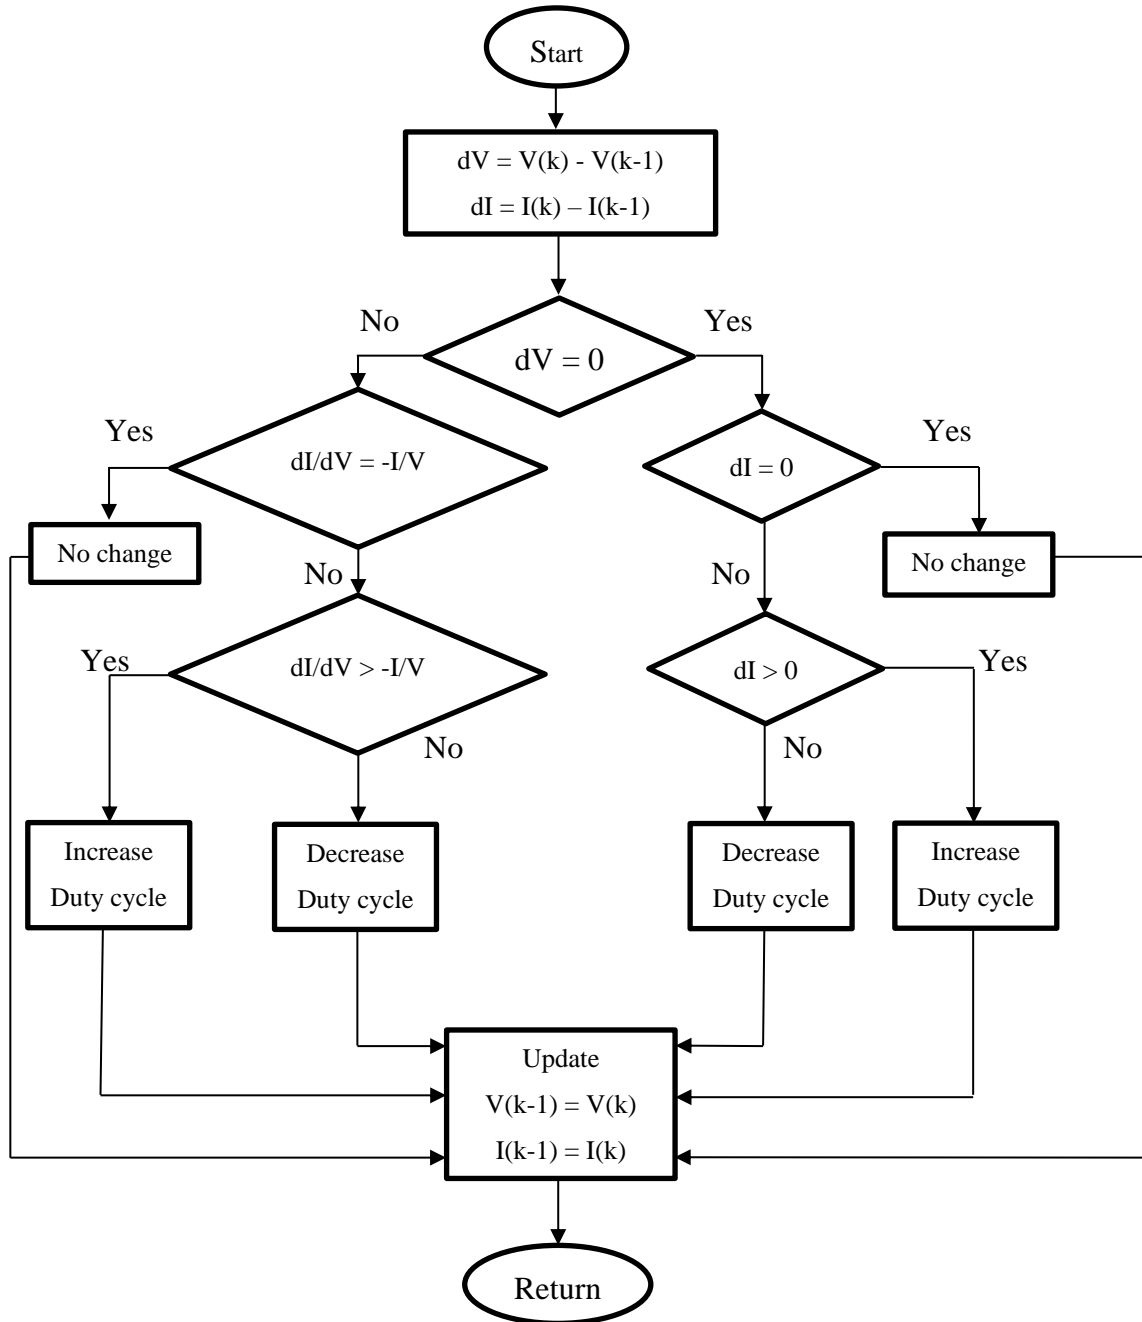 Start
dV = V(k) - V(k-1)
dI = I(k) – I(k-1)
No
Yes
dV = 0
Yes
dI/dV = -I/V
dI = 0
Yes
No change
No change
No
No
Yes
dI/dV > -I/V
dI > 0
Yes
No
No
Increase
Duty cycle
Decrease
Duty cycle
Decrease
Duty cycle
Increase
Duty cycle
Update
V(k-1) = V(k)
I(k-1) = I(k)
Return